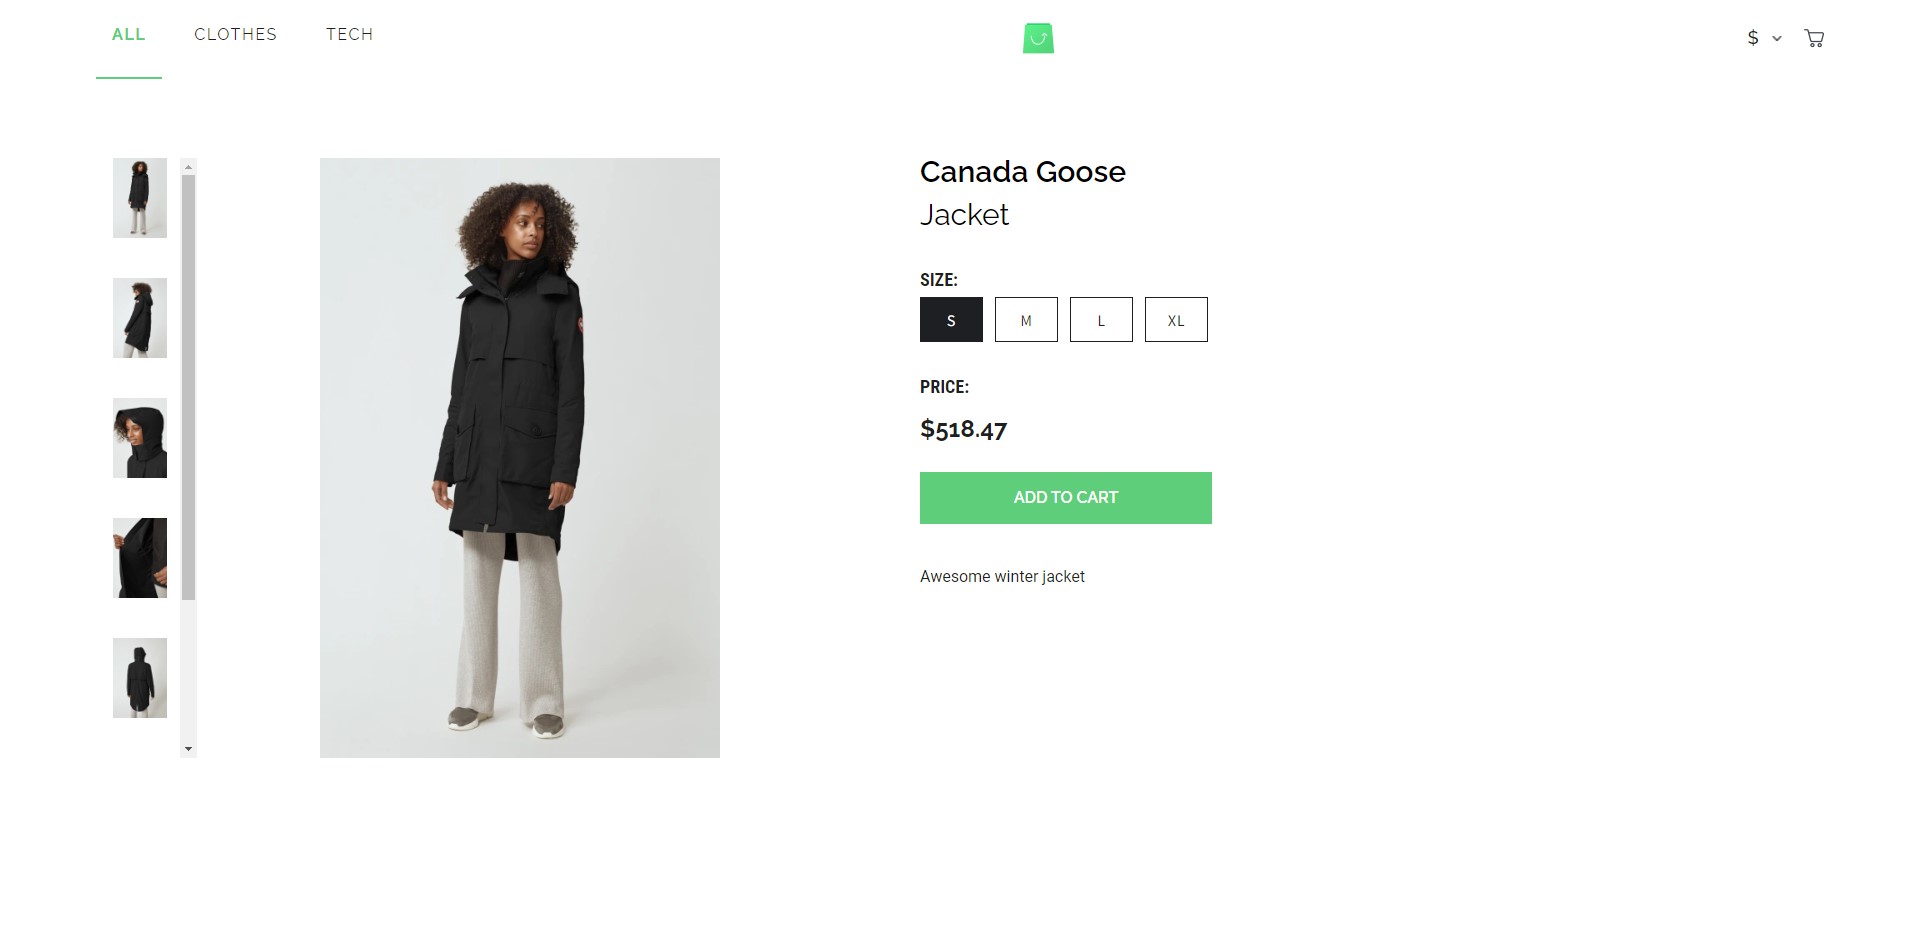 ALL CLOTHES TECH $
Canada Goose
Jacket
SIZE:
S M L XL
PRICE:
$518.47
ADD TO CART
Awesome winter jacket